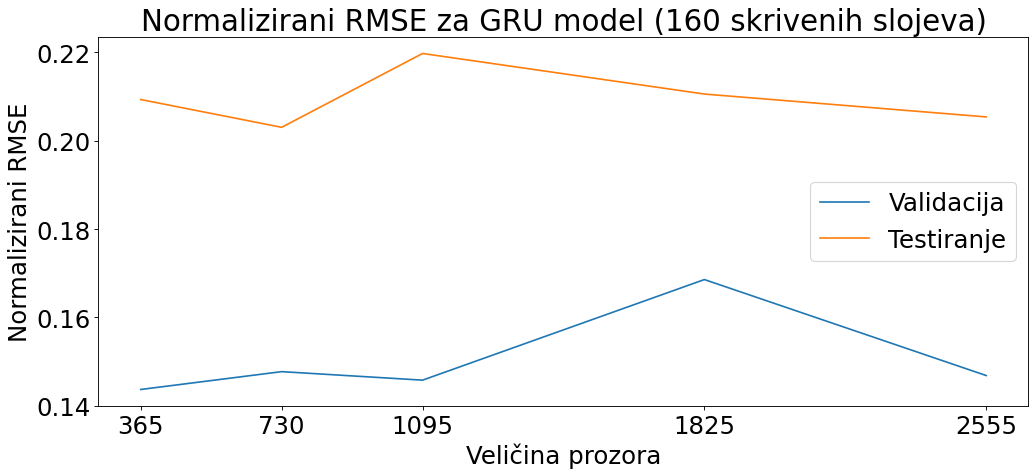 Normalizirani RMSE za GRU model (160 skrivenih slojeva)
Normalizirani RMSE
0.22
0.20
0.18
0.16
0.14
Validacija
Testiranje
365 730 1095 1825 2555
Veličina prozora